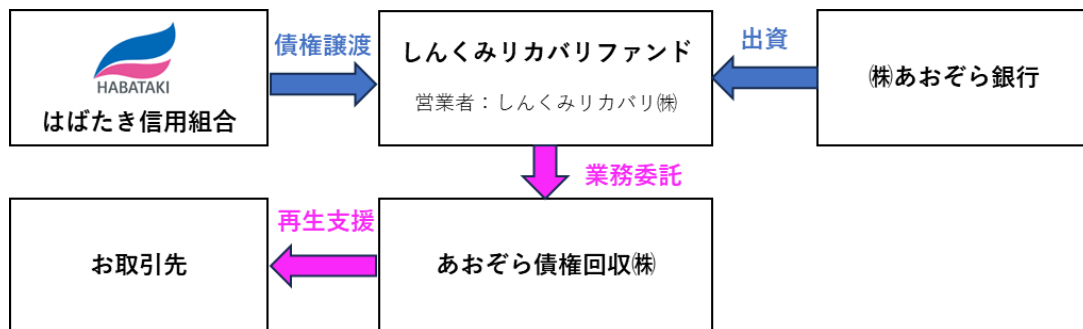 HABATAKI
はばたき信用組合
債権譲渡
しんくみリカバリファンド
営業者：しんくみリカバリ㈱
出資
㈱あおぞら銀行
業務委託
お取引先
再生支援
あおぞら債権回収㈱